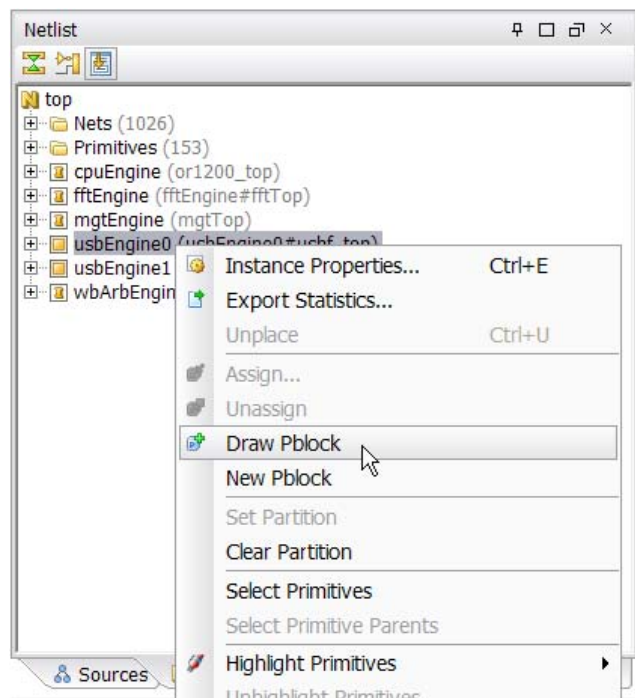 Netlist
top
Nets (1026)
Primitives (153)
cpuEngine (or1200_top)
fftEngine (fftEngine#fftTop)
mgtEngine (mgtTop)
usbEngine0 (usbEngine0#usbf_top)
usbEngine1
wbArbEngin
Instance Properties... Ctrl+E
Export Statistics...
Unplace Ctrl+U
Assign...
Unassign
Draw Pblock
New Pblock
Set Partition
Clear Partition
Select Primitives
Select Primitive Parents
Highlight Primitives
Unhighlight Primitives
Sources